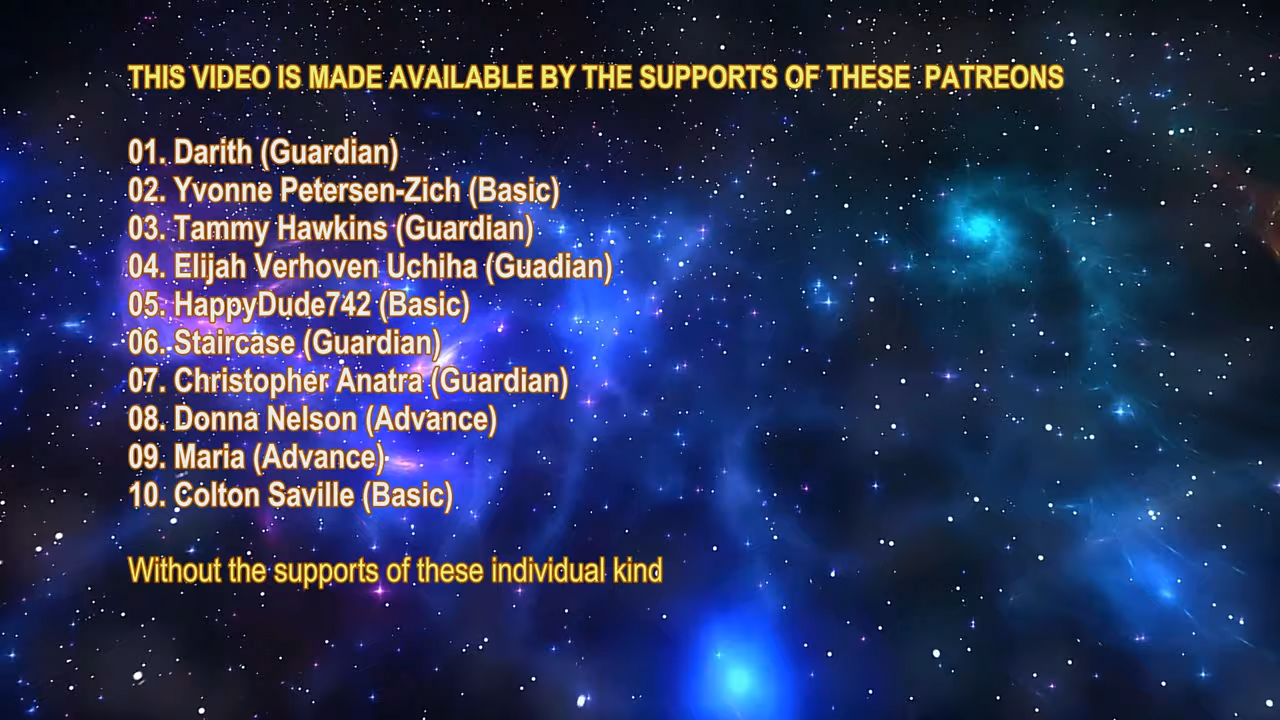 THIS VIDEO IS MADE AVAILABLE BY THE SUPPORTS OF THESE  PATREONS
01. Darith (Guardian)
02. Yvonne Petersen-Zich (Basic)
03. Tammy Hawkins (Guardian)
04. Elijah Verhoven Uchiha (Guadian)
05. HappyDude742 (Basic)
06. Staircase (Guardian)
07. Christopher Anatra (Guardian)
08. Donna Nelson (Advance)
09. Maria (Advance)
10. Colton Saville (Basic)
Without the supports of these individual kind